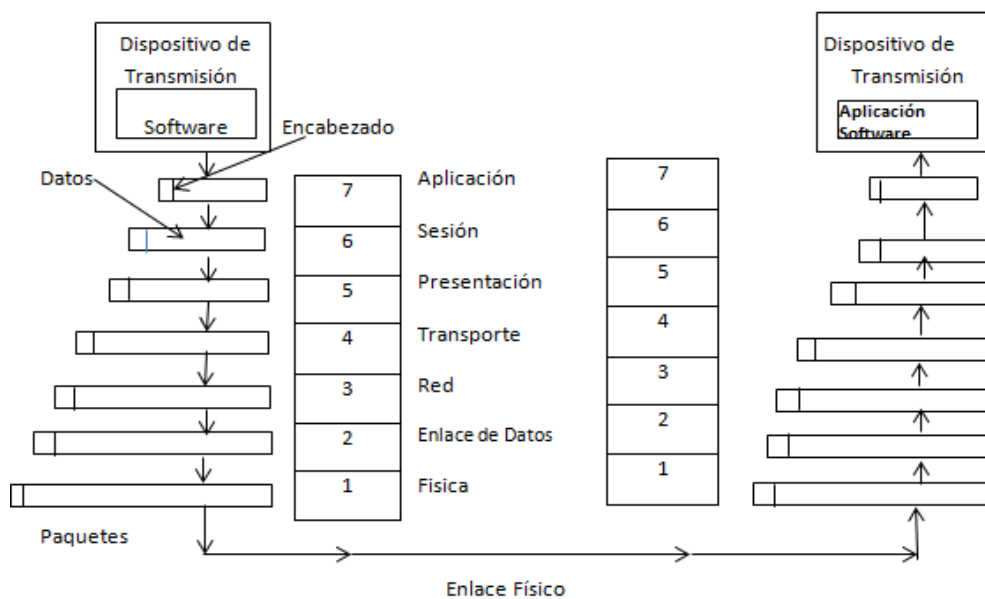 Dispositivo de
Transmisión
Software
Encabezado
Datos
Dispositivo de
Transmisión
Aplicación
Software
7
Aplicación
7
6
Sesión
6
5
Presentación
5
4
Transporte
4
3
Red
3
2
Enlace de Datos
2
1
Fisica
1
Paquetes
Enlace Físico